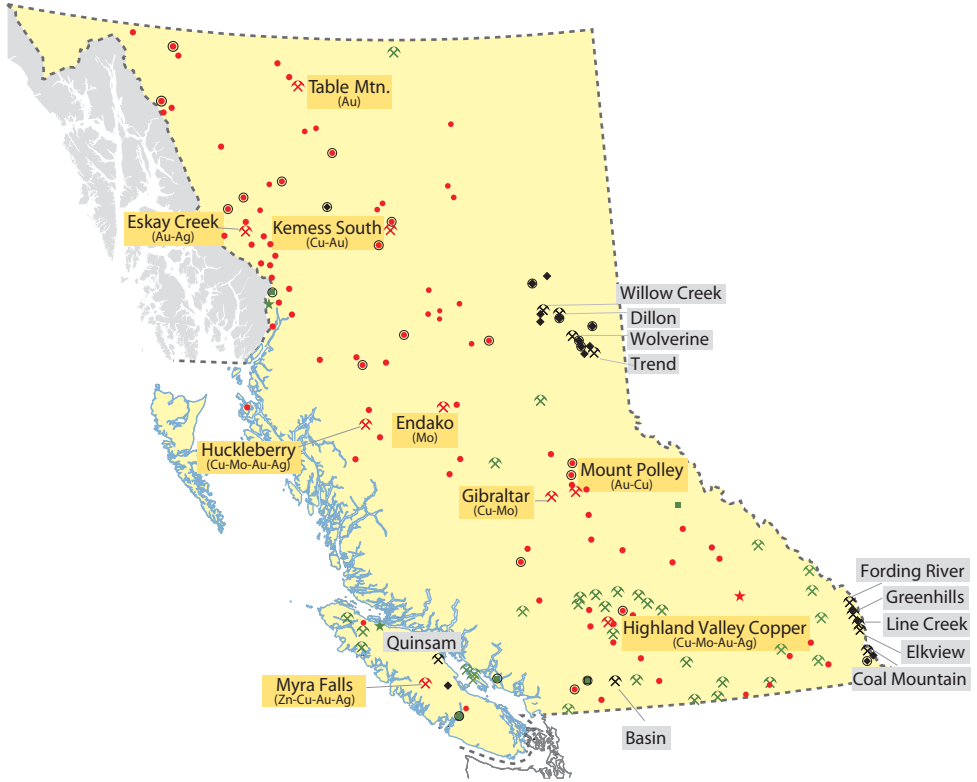 Table Mtn.
(Au)
Eskay Creek
(Au-Ag)
Kemess South
(Cu-Au)
Willow Creek
Dillon
Wolverine
Trend
Endako
(Mo)
Huckleberry
(Cu-Mo-Au-Ag)
Mount Polley
(Au-Cu)
Gibraltar
(Cu-Mo)
Fording River
Greenhills
Line Creek
Elkview
Coal Mountain
Highland Valley Copper
(Cu-Mo-Au-Ag)
Quinsam
Myra Falls
(Zn-Cu-Au-Ag)
Basin